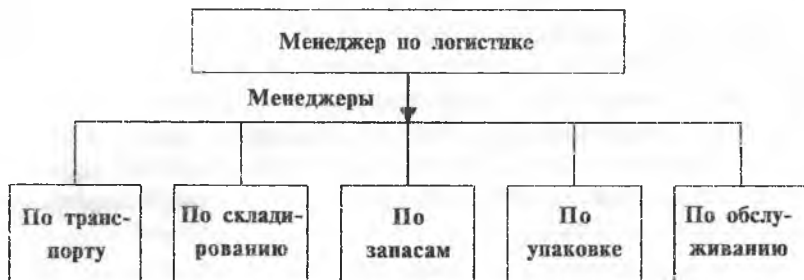 Менеджер по логистике
Менеджеры
По транс-
порту
По склади-
рованию
По
запасам
По
упаковке
По обслу-
живанию